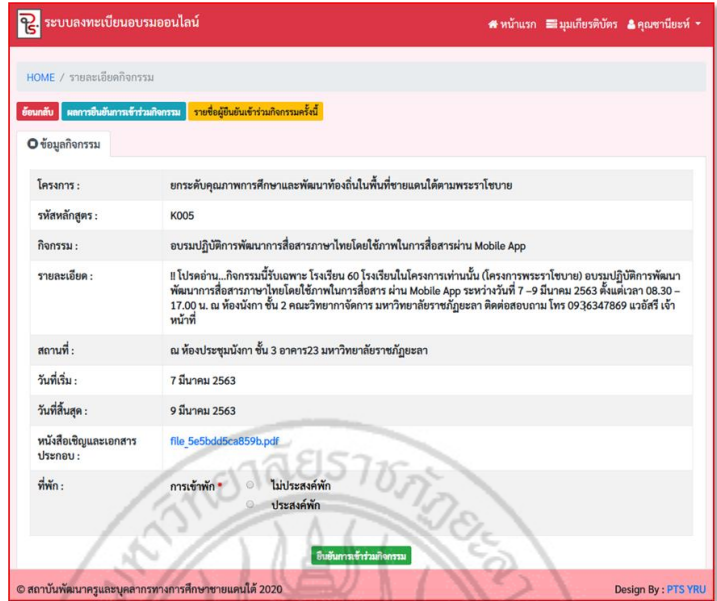 ระบบลงทะเบียนอบรมออนไลน์
หน้าแรก มุมเกียรติบัตร คุณซานียะห์
HOME / รายละเอียดกิจกรรม
ย้อนกลับ ผลการยืนยันการเข้าร่วมกิจกรรม รายชื่อผู้ยืนยันเข้าร่วมกิจกรรมครั้งนี้
ข้อมูลกิจกรรม
โครงการ : ยกระดับคุณภาพการศึกษาและพัฒนาท้องถิ่นในพื้นที่ชายแดนใต้ตามพระราโชบาย
รหัสหลักสูตร : K005
กิจกรรม : อบรมปฏิบัติการพัฒนาการสื่อสารภาษาไทยโดยใช้ภาพในการสื่อสารผ่าน Mobile App
รายละเอียด : !! โปรดอ่าน...กิจกรรมนี้รับเฉพาะ โรงเรียน 60 โรงเรียนในโครงการเท่านั้น (โครงการพระราโชบาย) อบรมปฏิบัติการพัฒนา
พัฒนาการสื่อสารภาษาไทยโดยใช้ภาพในการสื่อสาร ผ่าน Mobile App ระหว่างวันที่ 7 –9 มีนาคม 2563 ตั้งแต่เวลา 08.30 –
17.00 น. ณ ห้องนังกา ชั้น 2 คณะวิทยาการจัดการ มหาวิทยาลัยราชภัฏยะลา ติดต่อสอบถาม โทร 0936347869 แวอัสรี เจ้า
หน้าที่
สถานที่ : ณ ห้องประชุมนังกา ชั้น 3 อาคาร23 มหาวิทยาลัยราชภัฏยะลา
วันที่เริ่ม : 7 มีนาคม 2563
วันที่สิ้นสุด : 9 มีนาคม 2563
หนังสือเชิญและเอกสาร
ประกอบ : file_5e5bdd5ca859b.pdf
ที่พัก : การเข้าพัก * ไม่ประสงค์พัก
ประสงค์พัก
ยืนยันการเข้าร่วมกิจกรรม
© สถาบันพัฒนาครูและบุคลากรทางการศึกษาชายแดนใต้ 2020 Design By : PTS YRU
มหาวิทยาลัยราชภัฏยะลา